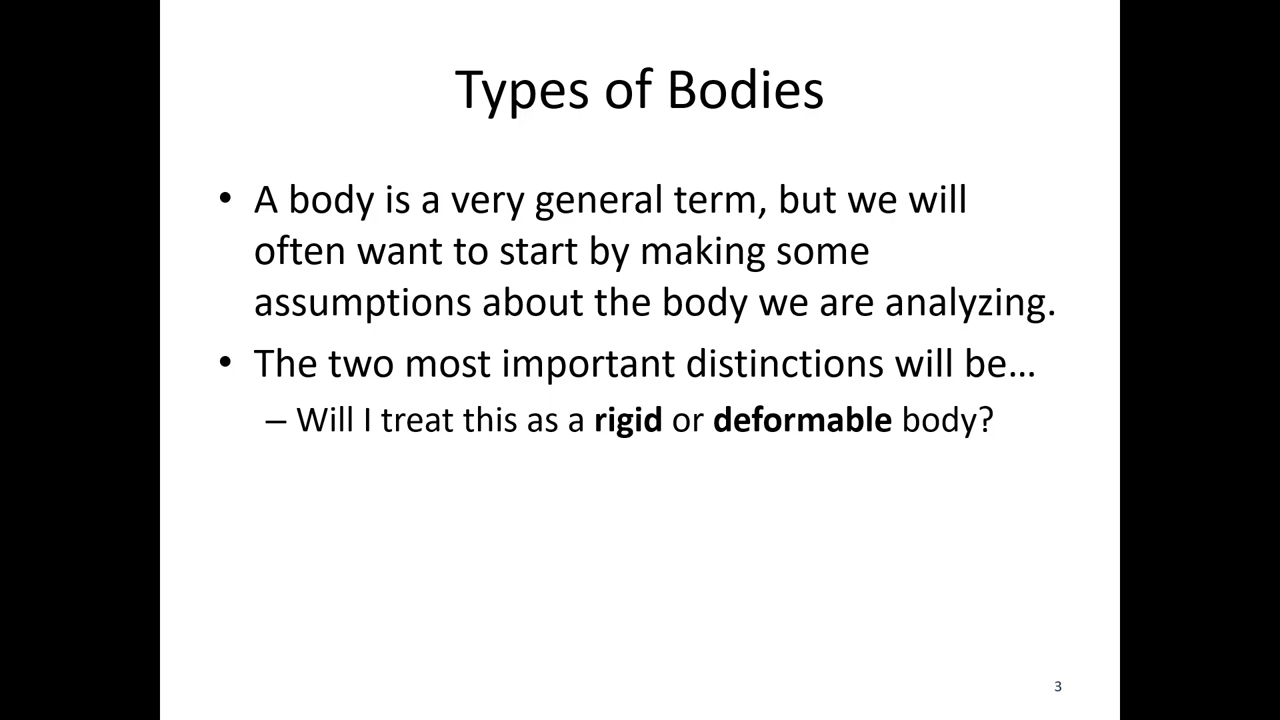 Types of Bodies
• A body is a very general term, but we will
often want to start by making some
assumptions about the body we are analyzing.
• The two most important distinctions will be…
– Will I treat this as a rigid or deformable body?
3